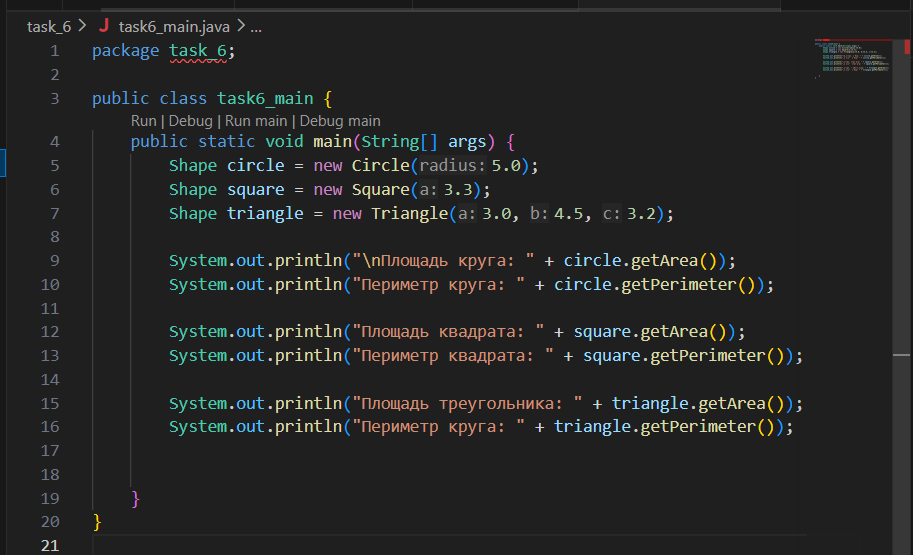 task_6 > J task6_main.java > ...
1 package task_6;
2
3 public class task6_main {
Run | Debug | Run main | Debug main
4 public static void main(String[] args) {
5 Shape circle = new Circle(radius: 5.0);
6 Shape square = new Square(a: 3.3);
7 Shape triangle = new Triangle(a: 3.0, b: 4.5, c: 3.2);
8
9 System.out.println("\nПлощадь круга: " + circle.getArea());
10 System.out.println("Периметр круга: " + circle.getPerimeter());
11
12 System.out.println("Площадь квадрата: " + square.getArea());
13 System.out.println("Периметр квадрата: " + square.getPerimeter());
14
15 System.out.println("Площадь треугольника: " + triangle.getArea());
16 System.out.println("Периметр круга: " + triangle.getPerimeter());
17
18
19 }
20 }
21